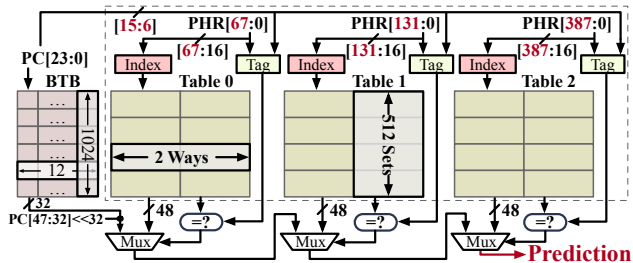 [15:6]
PHR[67:0]
PHR[131:0]
PHR[387:0]
PC[23:0]
[67:16]
[131:16]
[387:16]
Index
Tag
Index
Tag
Index
Tag
BTB
Table 0
Table 1
Table 2
...
...
...
...
...
1024
12
2 Ways
512 Sets
32
48
48
48
PC[47:32]<<32
=?
=?
=?
Mux
Mux
Mux
Prediction